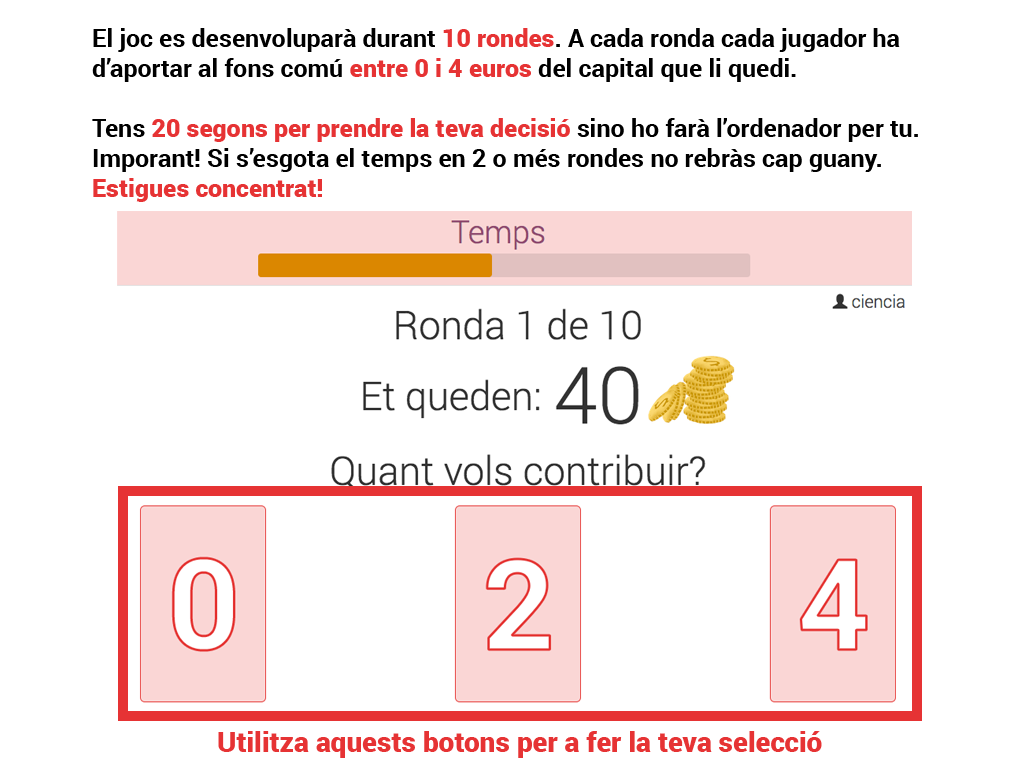 El joc es desenvoluparà durant 10 rondes. A cada ronda cada jugador ha
d'aportar al fons comú entre 0 i 4 euros del capital que li quedi.
Tens 20 segons per prendre la teva decisió sino ho farà l'ordenador per tu.
Imporant! Si s'esgota el temps en 2 o més rondes no rebràs cap guany.
Estigues concentrat!
Temps
ciencia
Ronda 1 de 10
Et queden: 40
Quant vols contribuir?
0 2 4
Utilitza aquests botons per a fer la teva selecció